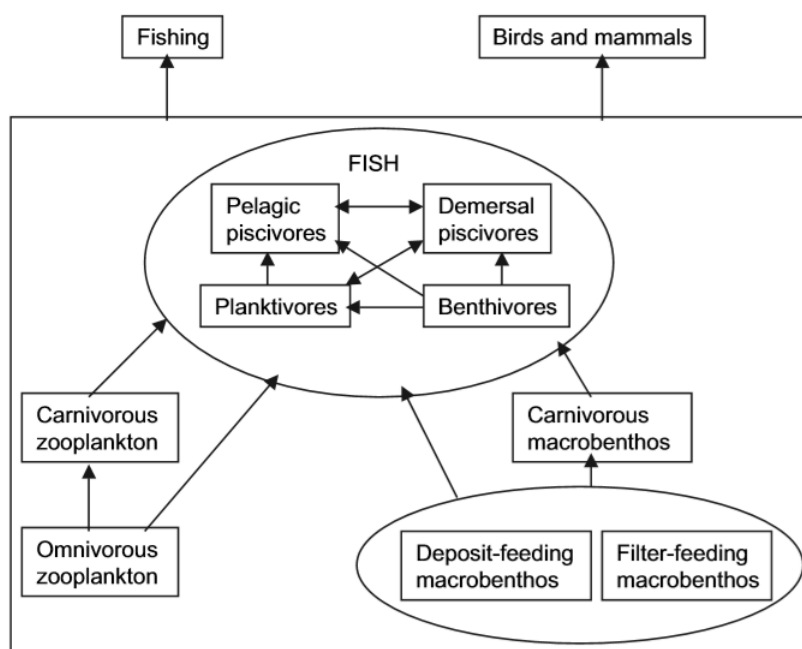 Fishing
Birds and mammals
FISH
Pelagic
piscivores
Demersal
piscivores
Planktivores
Benthivores
Carnivorous
zooplankton
Carnivorous
macrobenthos
Omnivorous
zooplankton
Deposit-feeding
macrobenthos
Filter-feeding
macrobenthos